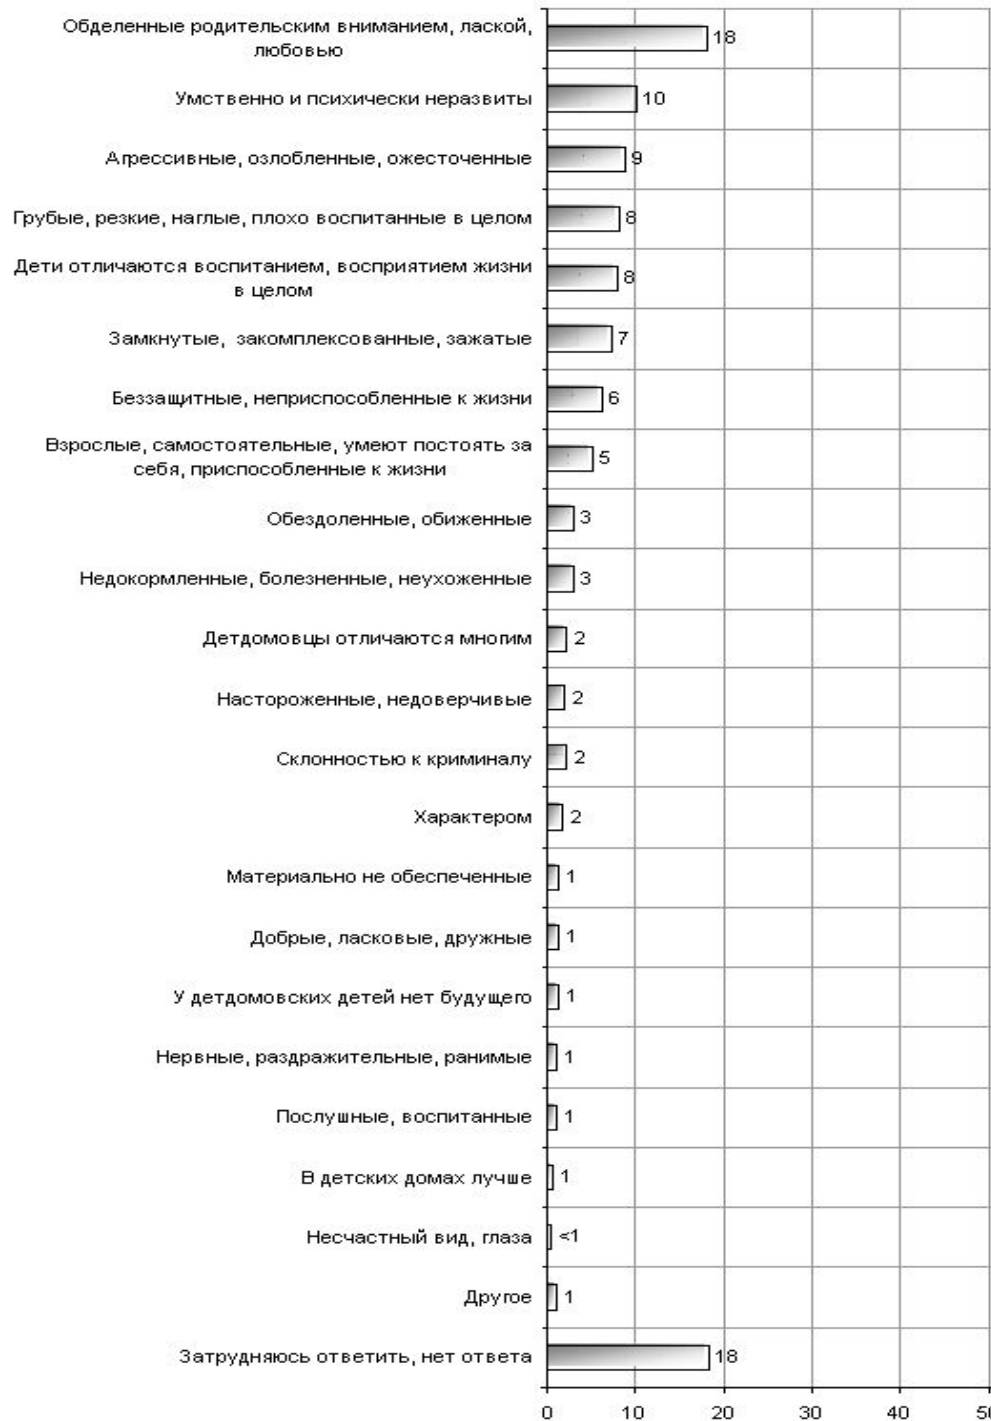 Обделенные родительским вниманием, лаской,
любовью
18
Умственно и психически неразвиты
10
Агрессивные, озлобленные, ожесточенные
9
Грубые, резкие, наглые, плохо воспитанные в целом
8
Дети отличаются воспитанием, восприятием жизни
в целом
8
Замкнутые, закомплексованные, зажатые
7
Беззащитные, неприспособленные к жизни
6
Взрослые, самостоятельные, умеют постоять за
себя, приспособленные к жизни
5
Обездоленные, обиженные
3
Недокормленные, болезненные, неухоженные
3
Детдомовцы отличаются многим
2
Настороженные, недоверчивые
2
Склонностью к криминалу
2
Характером
2
Материально не обеспеченные
1
Добрые, ласковые, дружные
1
У детдомовских детей нет будущего
1
Нервные, раздражительные, ранимые
1
Послушные, воспитанные
1
В детских домах лучше
1
Несчастный вид, глаза
<1
Другое
1
Затрудняюсь ответить, нет ответа
18
0 10 20 30 40